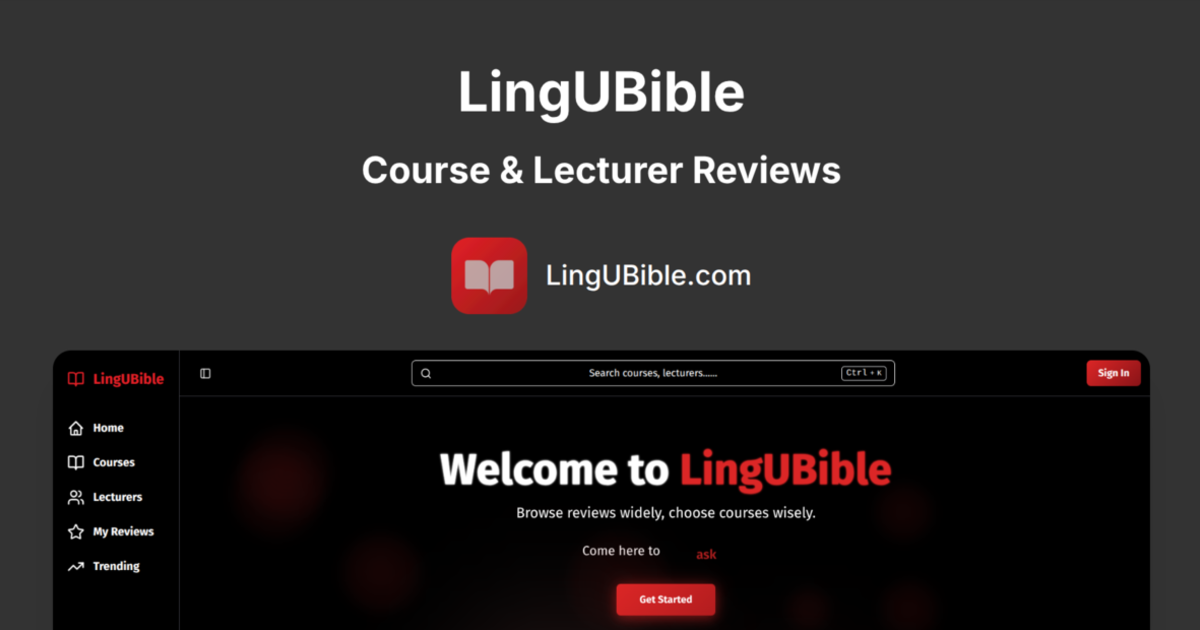 LingUBible
Course & Lecturer Reviews
LingUBible.com
LingUBible
Search courses, lecturers......
Ctrl + K
Sign In
Home
Courses
Lecturers
My Reviews
Trending
Welcome to LingUBible
Browse reviews widely, choose courses wisely.
Come here to ask
Get Started